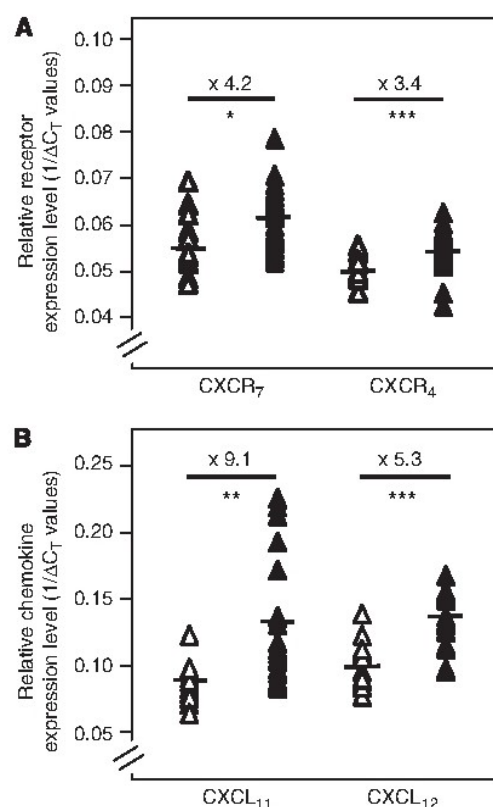 A
Relative receptor
expression level (1/ΔC_T values)
0.10
0.09
0.08
0.07
0.06
0.05
0.04
x 4.2
*
x 3.4
***
CXCR₇
CXCR₄
B
Relative chemokine
expression level (1/ΔC_T values)
0.25
0.20
0.15
0.10
0.05
x 9.1
**
x 5.3
***
CXCL₁₁
CXCL₁₂